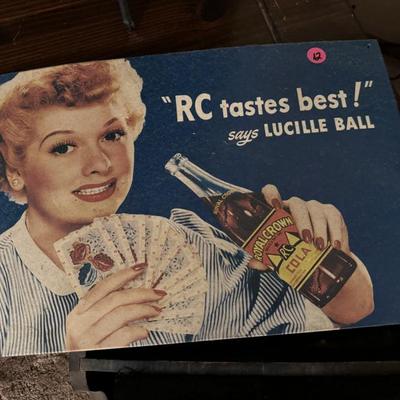 12
"RC tastes best!"
says LUCILLE BALL
ROYAL CROWN
RC
COLA